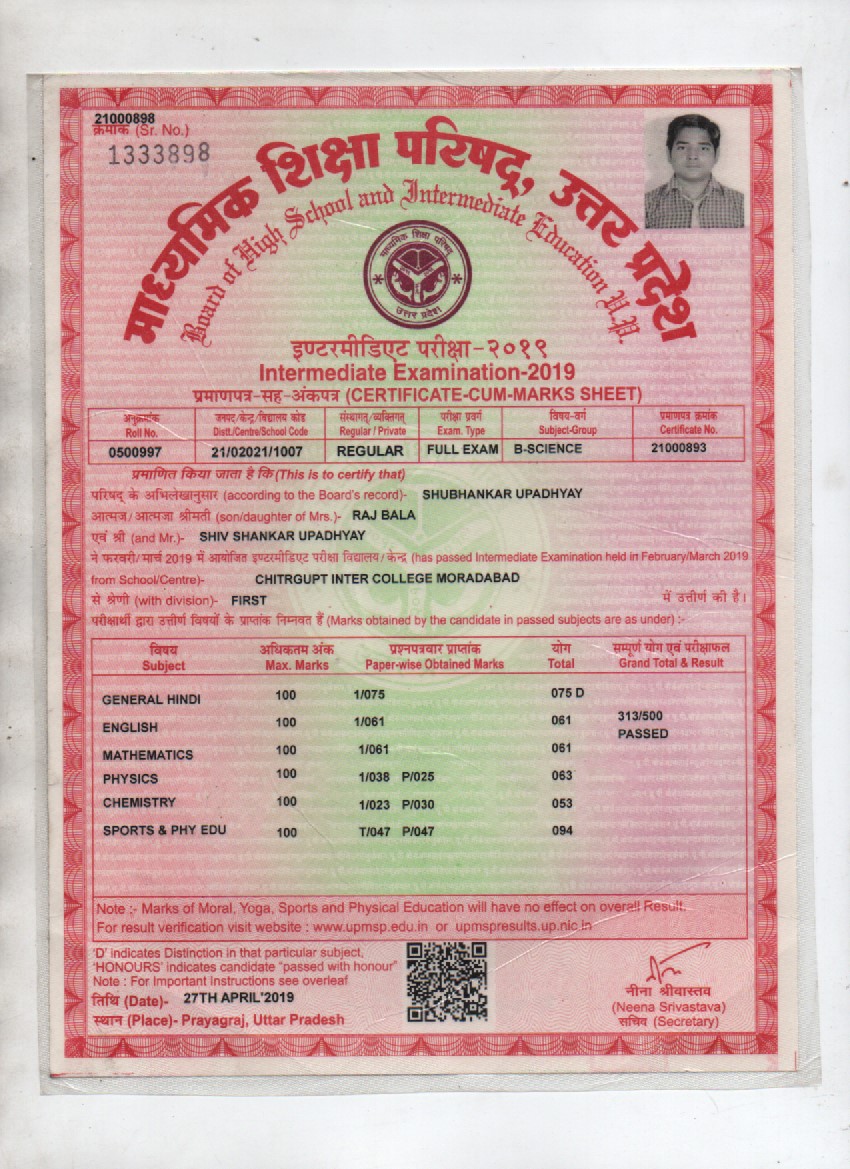 21000898
क्रमांक (Sr. No.)
1333898
माध्यमिक शिक्षा परिषद्, उत्तर प्रदेश
Board of High School and Intermediate Education U.P.
माध्यमिक शिक्षा परिषद्
उत्तर प्रदेश
इण्टरमीडिएट परीक्षा-२०१९
Intermediate Examination-2019
प्रमाणपत्र-सह-अंकपत्र (CERTIFICATE-CUM-MARKS SHEET)
अनुक्रमांक जनपद/केन्द्र/विद्यालय कोड संस्थागत्/व्यक्तिगत् परीक्षा प्रवर्ग विषय-वर्ग प्रमाणपत्र क्रमांक
Roll No. Distt./Centre/School Code Regular / Private Exam. Type Subject-Group Certificate No.
0500997 21/02021/1007 REGULAR FULL EXAM B-SCIENCE 21000893
प्रमाणित किया जाता है कि (This is to certify that)
परिषद् के अभिलेखानुसार (according to the Board's record)- SHUBHANKAR UPADHYAY
आत्मज/आत्मजा श्रीमती (son/daughter of Mrs.)- RAJ BALA
एवं श्री (and Mr.)- SHIV SHANKAR UPADHYAY
ने फरवरी/मार्च 2019 में आयोजित इण्टरमीडिएट परीक्षा विद्यालय/केन्द्र (has passed Intermediate Examination held in February/March 2019
from School/Centre)- CHITRGUPT INTER COLLEGE MORADABAD
से श्रेणी (with division)- FIRST में उत्तीर्ण की है।
परीक्षार्थी द्वारा उत्तीर्ण विषयों के प्राप्तांक निम्नवत हैं (Marks obtained by the candidate in passed subjects are as under) :-
विषय अधिकतम अंक प्रश्नपत्रवार प्राप्तांक योग सम्पूर्ण योग एवं परीक्षाफल
Subject Max. Marks Paper-wise Obtained Marks Total Grand Total & Result
GENERAL HINDI 100 1/075 075 D
ENGLISH 100 1/061 061 313/500
PASSED
MATHEMATICS 100 1/061 061
PHYSICS 100 1/038 P/025 063
CHEMISTRY 100 1/023 P/030 053
SPORTS & PHY EDU 100 T/047 P/047 094
Note :- Marks of Moral, Yoga, Sports and Physical Education will have no effect on overall Result.
For result verification visit website : www.upmsp.edu.in or upmspresults.up.nic.in
'D' indicates Distinction in that particular subject,
'HONOURS' indicates candidate "passed with honour"
Note : For Important Instructions see overleaf
तिथि (Date)- 27TH APRIL'2019
स्थान (Place)- Prayagraj, Uttar Pradesh
नीना श्रीवास्तव
(Neena Srivastava)
सचिव (Secretary)